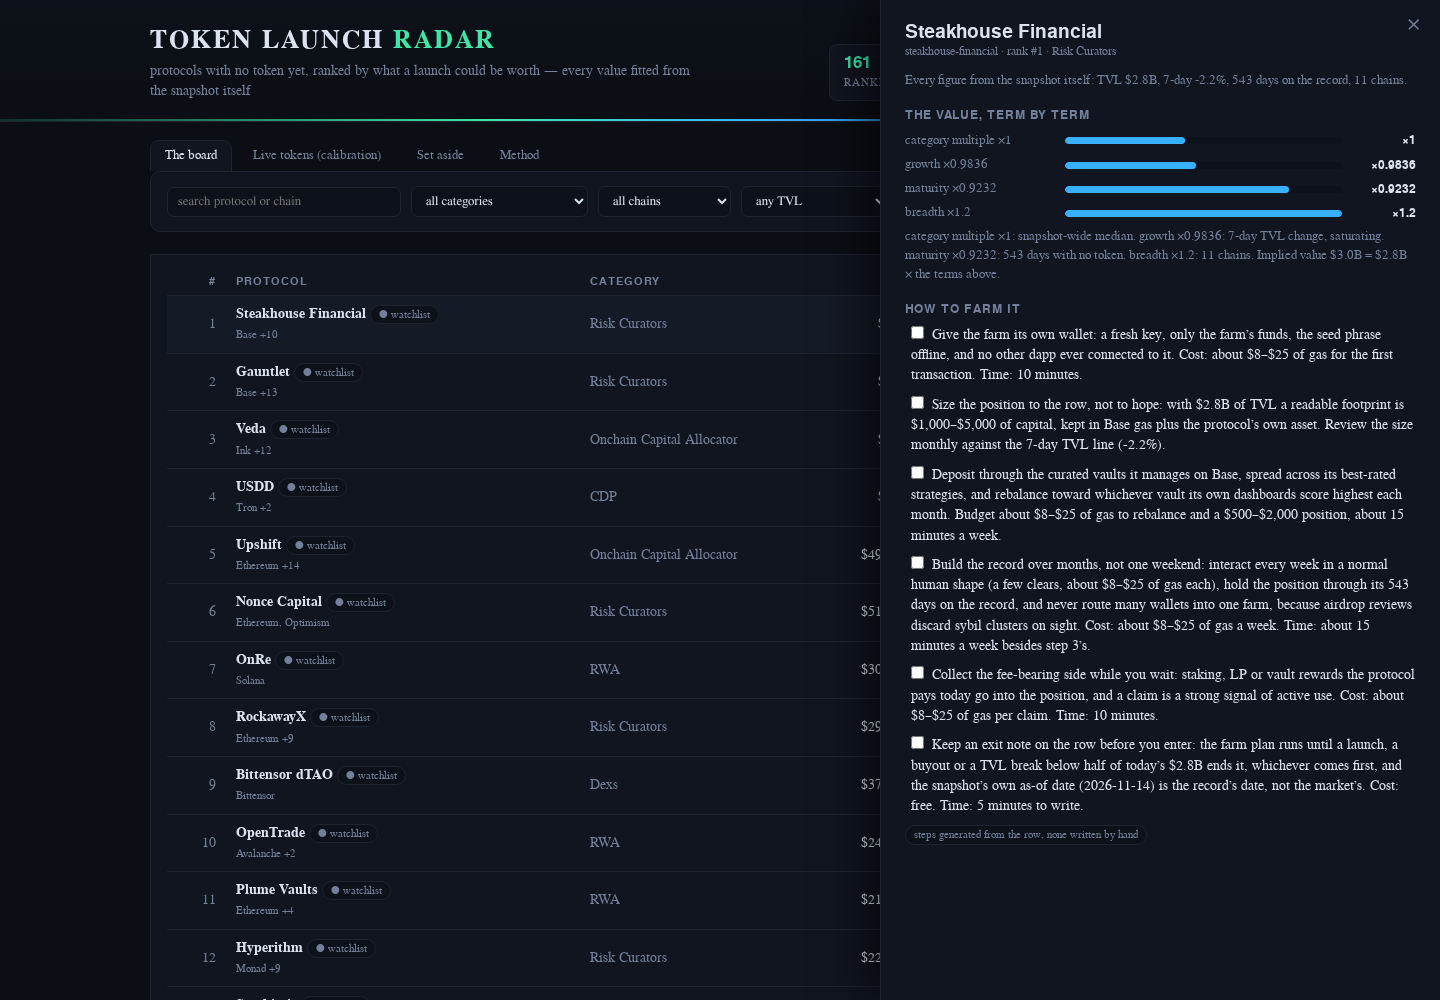 TOKEN LAUNCH RADAR
protocols with no token yet, ranked by what a launch could be worth — every value fitted from
the snapshot itself
161
The board
Live tokens (calibration)
Set aside
Method
search protocol or chain
all categories
all chains
any TVL
# PROTOCOL CATEGORY
1 Steakhouse Financial watchlist Risk Curators
Base +10
2 Gauntlet watchlist Risk Curators
Base +13
3 Veda watchlist Onchain Capital Allocator
Ink +12
4 USDD watchlist CDP
Tron +2
5 Upshift watchlist Onchain Capital Allocator
Ethereum +14
6 Nonce Capital watchlist Risk Curators
Ethereum, Optimism
7 OnRe watchlist RWA
Solana
8 RockawayX watchlist Risk Curators
Ethereum +9
9 Bittensor dTAO watchlist Dexs
Bittensor
10 OpenTrade watchlist RWA
Avalanche +2
11 Plume Vaults watchlist RWA
Ethereum +4
12 Hyperithm watchlist Risk Curators
Monad +9
Steakhouse Financial
steakhouse-financial · rank #1 · Risk Curators
Every figure from the snapshot itself: TVL $2.8B, 7-day -2.2%, 543 days on the record, 11 chains.
THE VALUE, TERM BY TERM
category multiple ×1 ×1
growth ×0.9836 ×0.9836
maturity ×0.9232 ×0.9232
breadth ×1.2 ×1.2
category multiple ×1: snapshot-wide median. growth ×0.9836: 7-day TVL change, saturating.
maturity ×0.9232: 543 days with no token. breadth ×1.2: 11 chains. Implied value $3.0B = $2.8B
× the terms above.
HOW TO FARM IT
Give the farm its own wallet: a fresh key, only the farm's funds, the seed phrase
offline, and no other dapp ever connected to it. Cost: about $8–$25 of gas for the first
transaction. Time: 10 minutes.
Size the position to the row, not to hope: with $2.8B of TVL a readable footprint is
$1,000–$5,000 of capital, kept in Base gas plus the protocol's own asset. Review the size
monthly against the 7-day TVL line (-2.2%).
Deposit through the curated vaults it manages on Base, spread across its best-rated
strategies, and rebalance toward whichever vault its own dashboards score highest each
month. Budget about $8–$25 of gas to rebalance and a $500–$2,000 position, about 15
minutes a week.
Build the record over months, not one weekend: interact every week in a normal
human shape (a few clears, about $8–$25 of gas each), hold the position through its 543
days on the record, and never route many wallets into one farm, because airdrop reviews
discard sybil clusters on sight. Cost: about $8–$25 of gas a week. Time: about 15
minutes a week besides step 3's.
Collect the fee-bearing side while you wait: staking, LP or vault rewards the protocol
pays today go into the position, and a claim is a strong signal of active use. Cost: about
$8–$25 of gas per claim. Time: 10 minutes.
Keep an exit note on the row before you enter: the farm plan runs until a launch, a
buyout or a TVL break below half of today's $2.8B ends it, whichever comes first, and
the snapshot's own as-of date (2026-11-14) is the record's date, not the market's. Cost:
free. Time: 5 minutes to write.
steps generated from the row, none written by hand